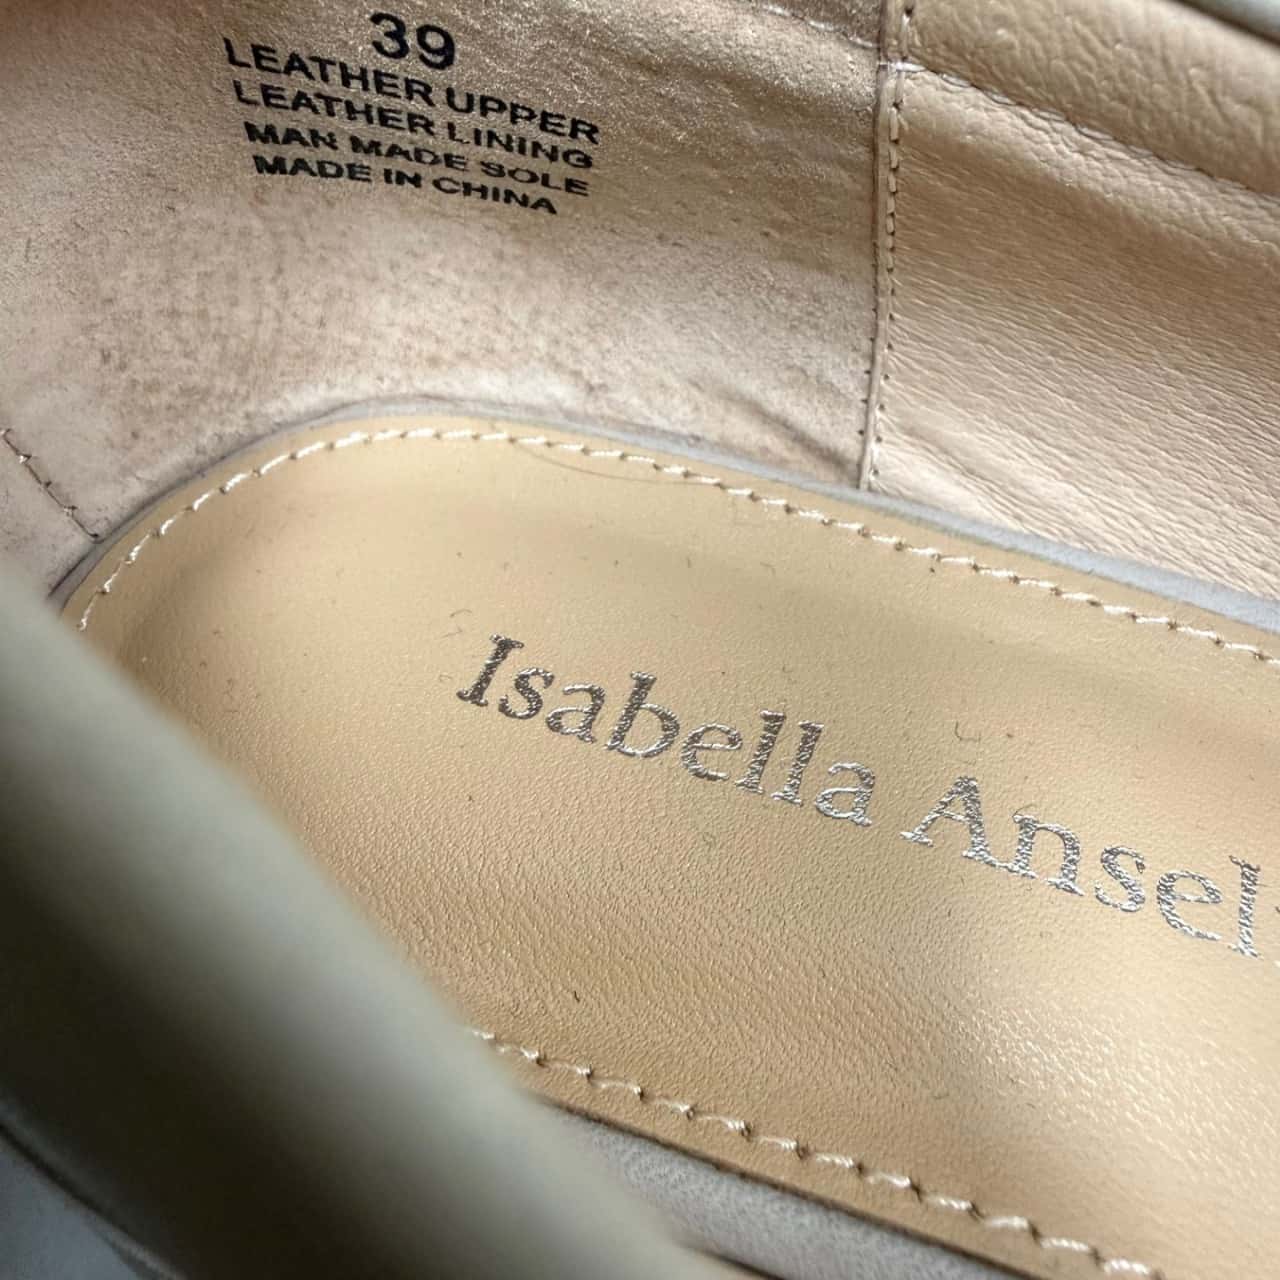 39
LEATHER UPPER
LEATHER LINING
MAN MADE SOLE
MADE IN CHINA
Isabella Ansel